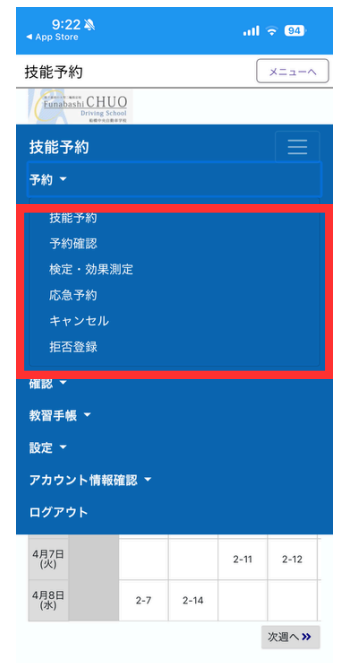 9:22
◀ App Store
94
技能予約
メニューへ
Funabashi CHUO
Driving School
技能予約
予約
技能予約
予約確認
検定・効果測定
応急予約
キャンセル
拒否登録
確認
教習手帳
設定
アカウント情報確認
ログアウト
4月7日
(火)
2-11
2-12
4月8日
(水)
2-7
2-14
次週へ